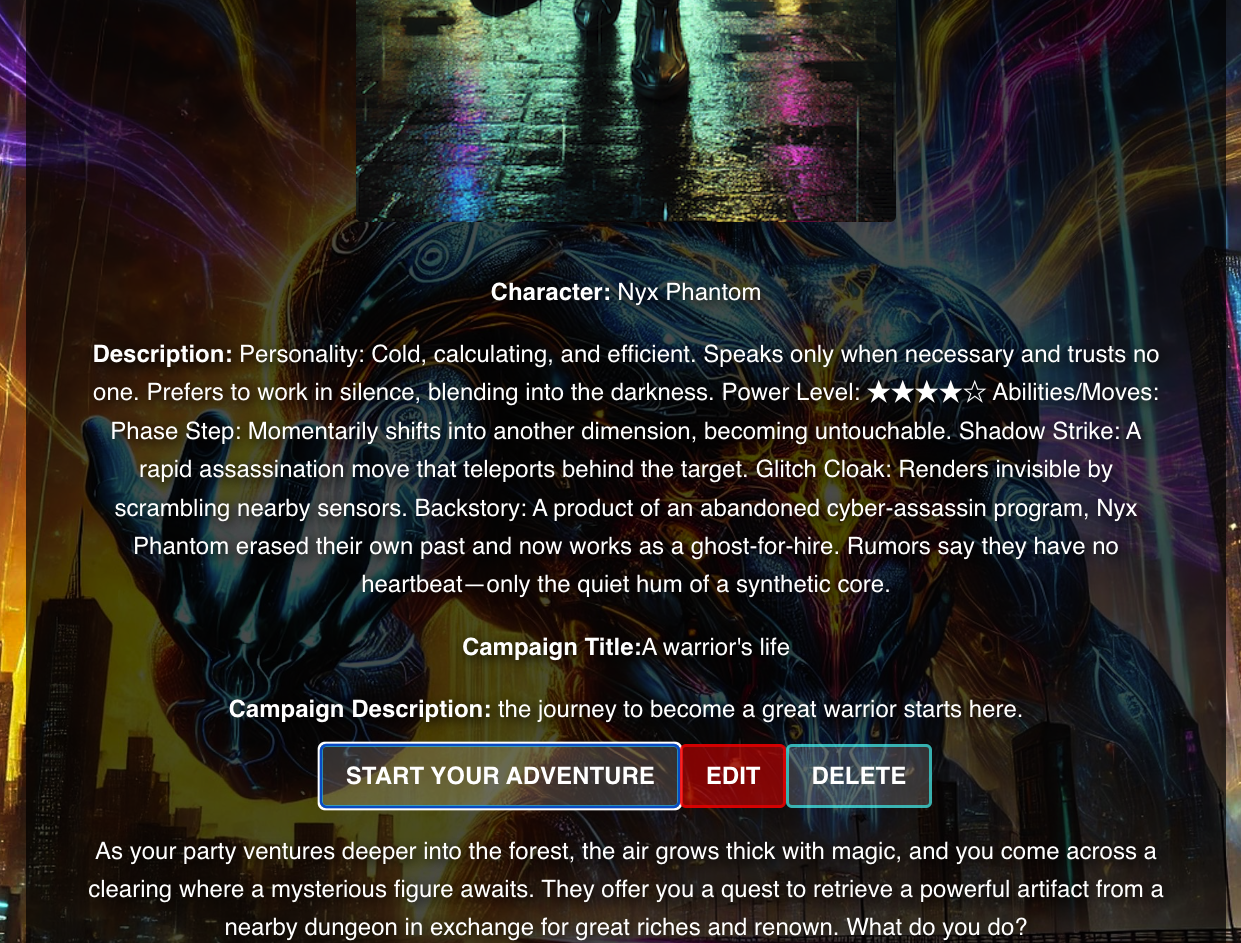 Character: Nyx Phantom
Description: Personality: Cold, calculating, and efficient. Speaks only when necessary and trusts no
one. Prefers to work in silence, blending into the darkness. Power Level: ★★★★☆ Abilities/Moves:
Phase Step: Momentarily shifts into another dimension, becoming untouchable. Shadow Strike: A
rapid assassination move that teleports behind the target. Glitch Cloak: Renders invisible by
scrambling nearby sensors. Backstory: A product of an abandoned cyber-assassin program, Nyx
Phantom erased their own past and now works as a ghost-for-hire. Rumors say they have no
heartbeat—only the quiet hum of a synthetic core.
Campaign Title:A warrior's life
Campaign Description: the journey to become a great warrior starts here.
START YOUR ADVENTURE EDIT DELETE
As your party ventures deeper into the forest, the air grows thick with magic, and you come across a
clearing where a mysterious figure awaits. They offer you a quest to retrieve a powerful artifact from a
nearby dungeon in exchange for great riches and renown. What do you do?